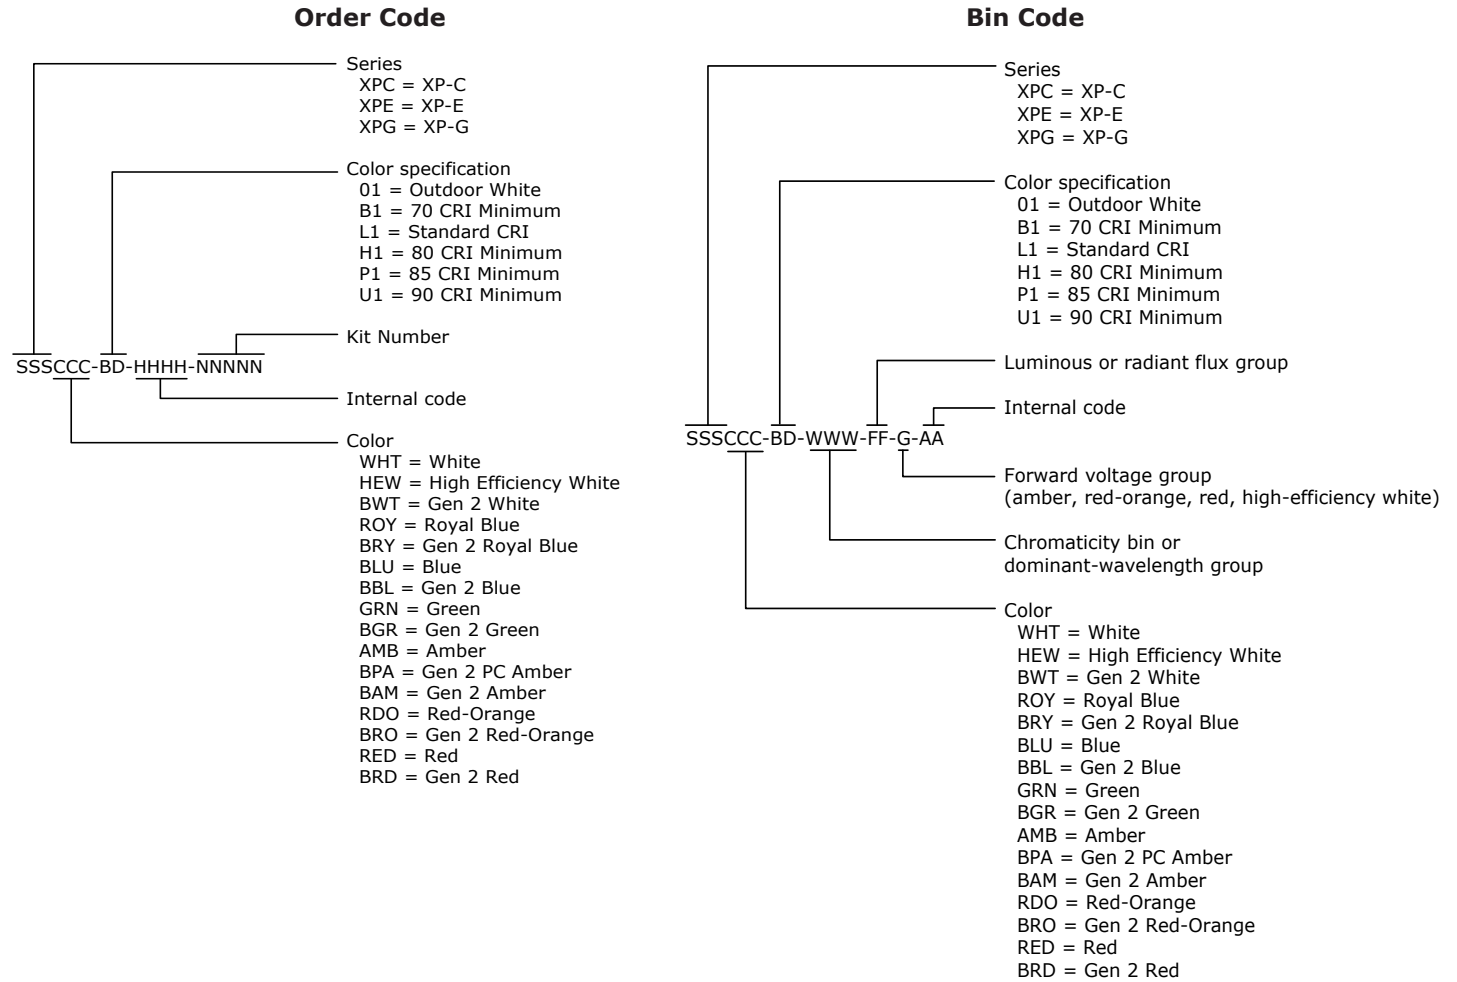 Order Code
Series
XPC = XP-C
XPE = XP-E
XPG = XP-G
Color specification
01 = Outdoor White
B1 = 70 CRI Minimum
L1 = Standard CRI
H1 = 80 CRI Minimum
P1 = 85 CRI Minimum
U1 = 90 CRI Minimum
Kit Number
SSSCCC-BD-HHHH-NNNNN
Internal code
Color
WHT = White
HEW = High Efficiency White
BWT = Gen 2 White
ROY = Royal Blue
BRY = Gen 2 Royal Blue
BLU = Blue
BBL = Gen 2 Blue
GRN = Green
BGR = Gen 2 Green
AMB = Amber
BPA = Gen 2 PC Amber
BAM = Gen 2 Amber
RDO = Red-Orange
BRO = Gen 2 Red-Orange
RED = Red
BRD = Gen 2 Red
Bin Code
Series
XPC = XP-C
XPE = XP-E
XPG = XP-G
Color specification
01 = Outdoor White
B1 = 70 CRI Minimum
L1 = Standard CRI
H1 = 80 CRI Minimum
P1 = 85 CRI Minimum
U1 = 90 CRI Minimum
Luminous or radiant flux group
Internal code
SSSCCC-BD-WWW-FF-G-AA
Forward voltage group
(amber, red-orange, red, high-efficiency white)
Chromaticity bin or
dominant-wavelength group
Color
WHT = White
HEW = High Efficiency White
BWT = Gen 2 White
ROY = Royal Blue
BRY = Gen 2 Royal Blue
BLU = Blue
BBL = Gen 2 Blue
GRN = Green
BGR = Gen 2 Green
AMB = Amber
BPA = Gen 2 PC Amber
BAM = Gen 2 Amber
RDO = Red-Orange
BRO = Gen 2 Red-Orange
RED = Red
BRD = Gen 2 Red